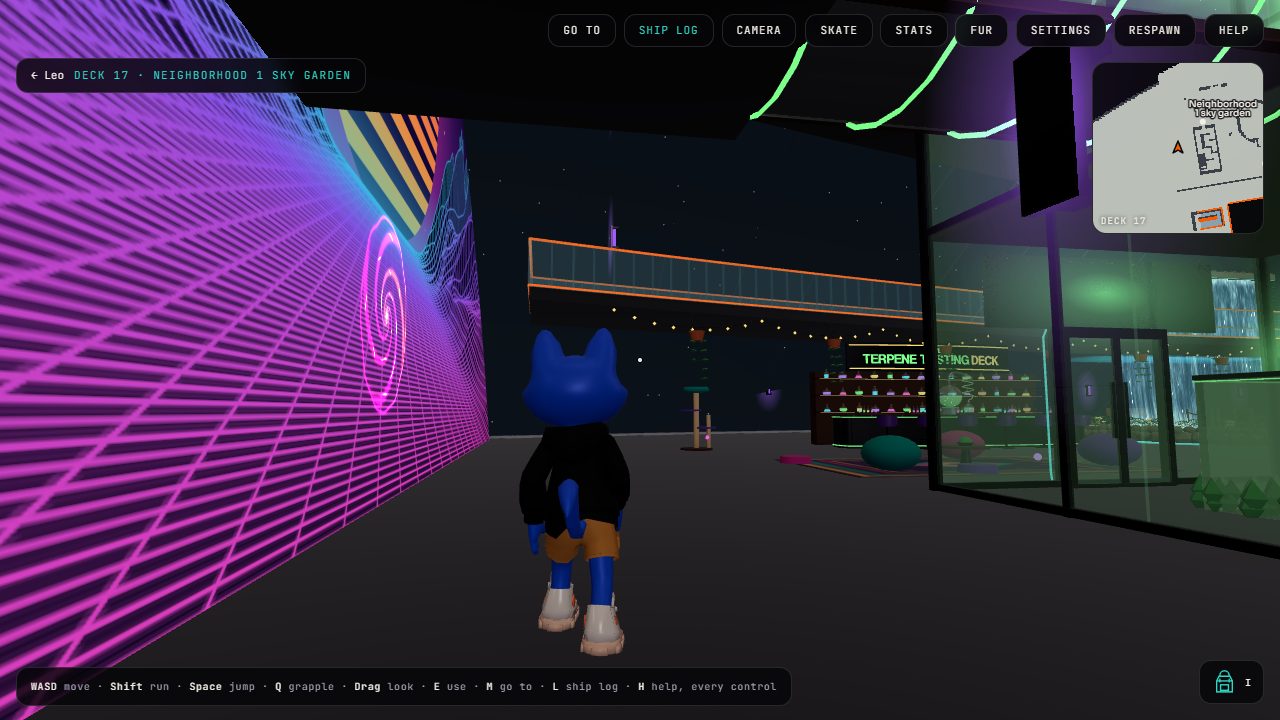 GO TO
SHIP LOG
CAMERA
SKATE
STATS
FUR
SETTINGS
RESPAWN
HELP
← Leo DECK 17 · NEIGHBORHOOD 1 SKY GARDEN
Neighborhood
1 sky garden
DECK 17
TERPENE T STING DECK
WASD move · Shift run · Space jump · Q grapple · Drag look · E use · M go to · L ship log · H help, every control
I